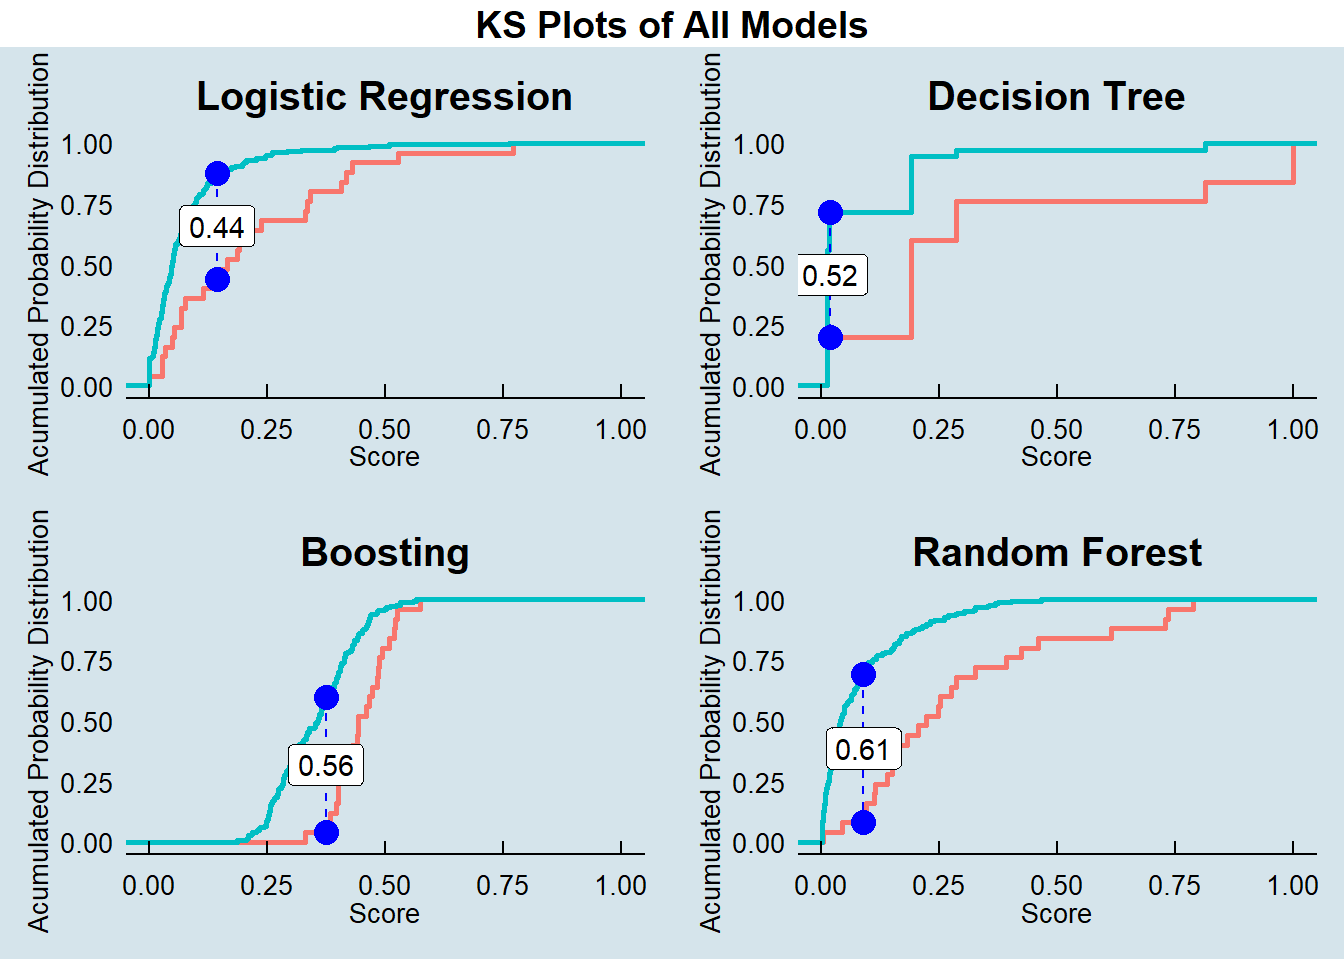 KS Plots of All Models
Logistic Regression
Acumulated Probability Distribution
1.00
0.75
0.50
0.25
0.00
0.44
0.00 0.25 0.50 0.75 1.00
Score
Decision Tree
Acumulated Probability Distribution
1.00
0.75
0.50
0.25
0.00
0.52
0.00 0.25 0.50 0.75 1.00
Score
Boosting
Acumulated Probability Distribution
1.00
0.75
0.50
0.25
0.00
0.56
0.00 0.25 0.50 0.75 1.00
Score
Random Forest
Acumulated Probability Distribution
1.00
0.75
0.50
0.25
0.00
0.61
0.00 0.25 0.50 0.75 1.00
Score